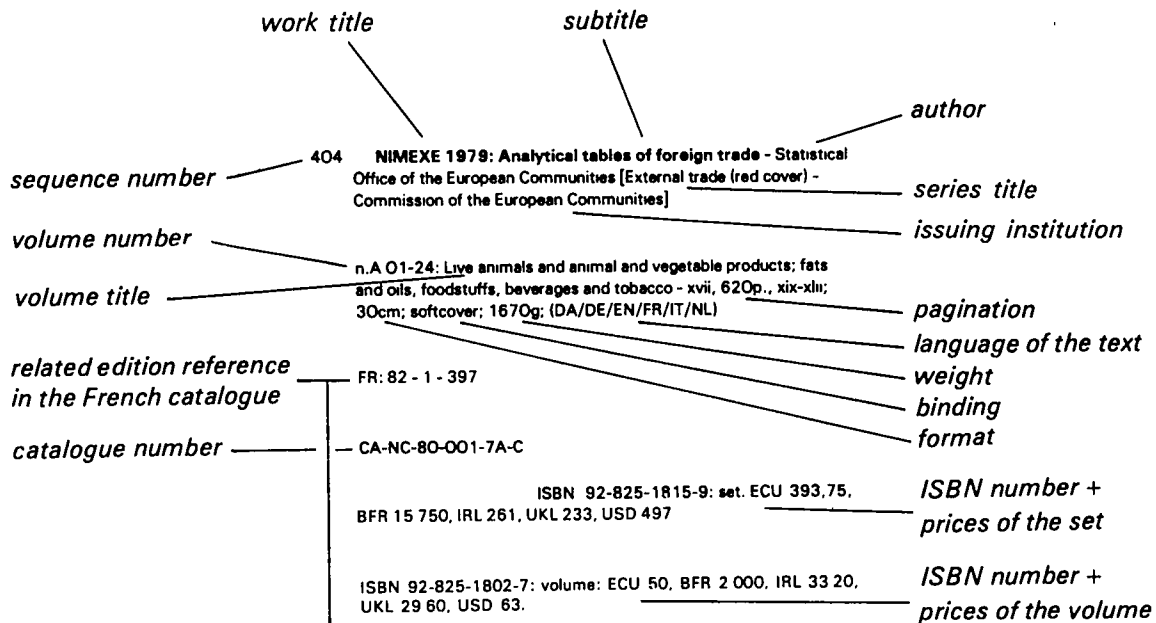 work title
subtitle
author
sequence number
404 NIMEXE 1979: Analytical tables of foreign trade - Statistical
Office of the European Communities [External trade (red cover) -
Commission of the European Communities]
series title
issuing institution
volume number
volume title
n.A 01-24: Live animals and animal and vegetable products; fats
and oils, foodstuffs, beverages and tobacco - xvii, 620p., xix-xliii;
30cm; softcover; 1670g; (DA/DE/EN/FR/IT/NL)
pagination
language of the text
weight
binding
format
related edition reference
in the French catalogue
FR: 82 - 1 - 397
catalogue number
CA-NC-80-001-7A-C
ISBN 92-825-1815-9: set. ECU 393,75,
BFR 15 750, IRL 261, UKL 233, USD 497
ISBN number +
prices of the set
ISBN 92-825-1802-7: volume: ECU 50, BFR 2 000, IRL 33 20,
UKL 29 60, USD 63.
ISBN number +
prices of the volume